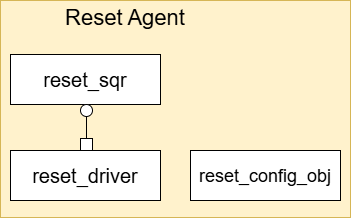 Reset Agent
reset_sqr
reset_driver
reset_config_obj